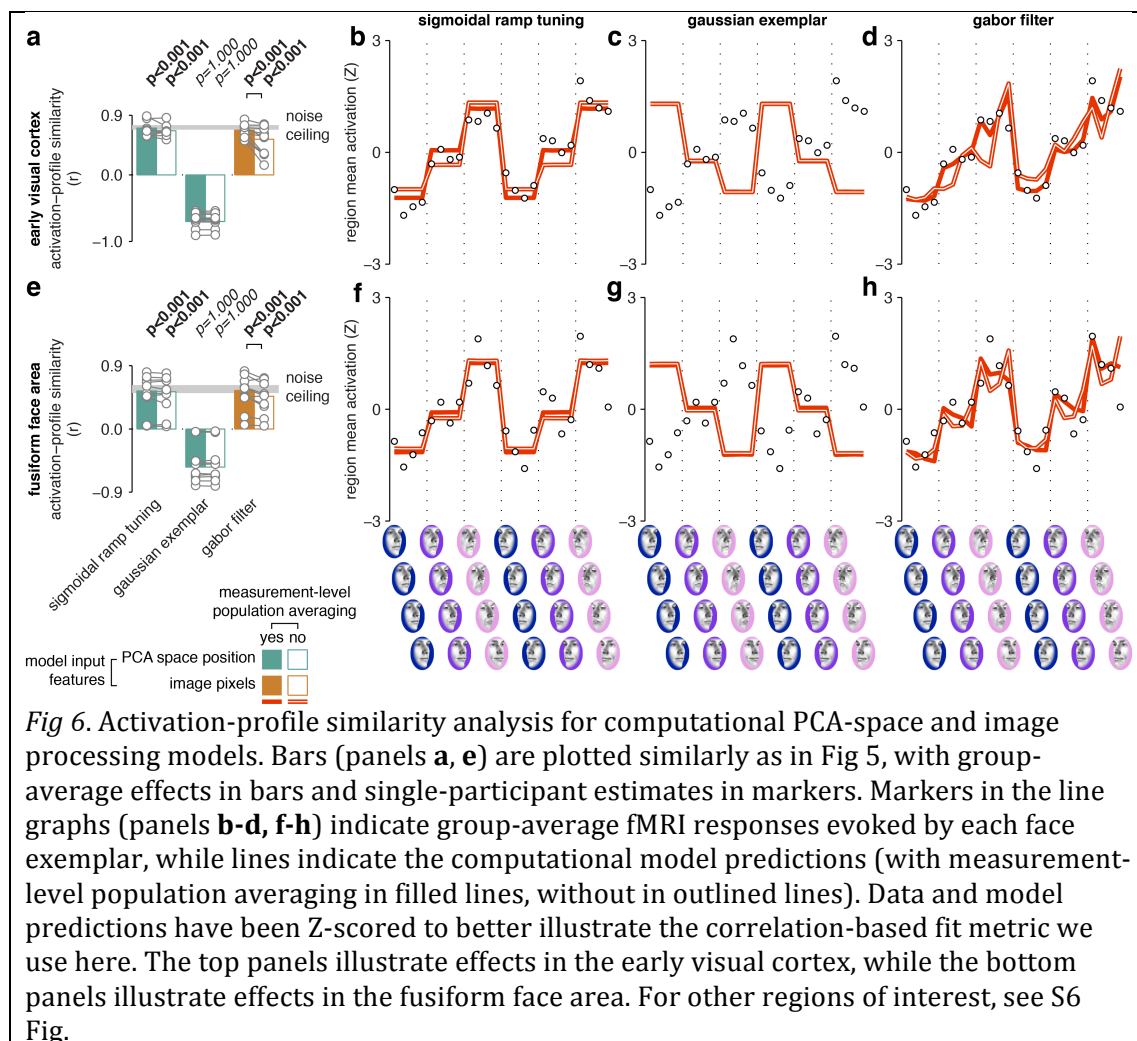 sigmoidal ramp tuning
gaussian exemplar
gabor filter
a
p<0.001
p<0.001
p=1.000
p=1.000
p<0.001
p<0.001
early visual cortex
activation−profile similarity
(r)
0.9
0.0
−1.0
noise
ceiling
b
region mean activation (Z)
3
0
−3
c
3
0
−3
d
3
0
−3
e
p<0.001
p<0.001
p=1.000
p=1.000
p<0.001
p<0.001
fusiform face area
activation−profile similarity
(r)
0.9
0.0
−0.9
noise
ceiling
sigmoidal ramp tuning
gaussian exemplar
gabor filter
f
region mean activation (Z)
3
0
−3
g
3
0
−3
h
3
0
−3
measurement-level
population averaging
yes no
model input
features
PCA space position
image pixels
Fig 6. Activation-profile similarity analysis for computational PCA-space and image
processing models. Bars (panels a, e) are plotted similarly as in Fig 5, with group-
average effects in bars and single-participant estimates in markers. Markers in the line
graphs (panels b-d, f-h) indicate group-average fMRI responses evoked by each face
exemplar, while lines indicate the computational model predictions (with measurement-
level population averaging in filled lines, without in outlined lines). Data and model
predictions have been Z-scored to better illustrate the correlation-based fit metric we
use here. The top panels illustrate effects in the early visual cortex, while the bottom
panels illustrate effects in the fusiform face area. For other regions of interest, see S6
Fig.